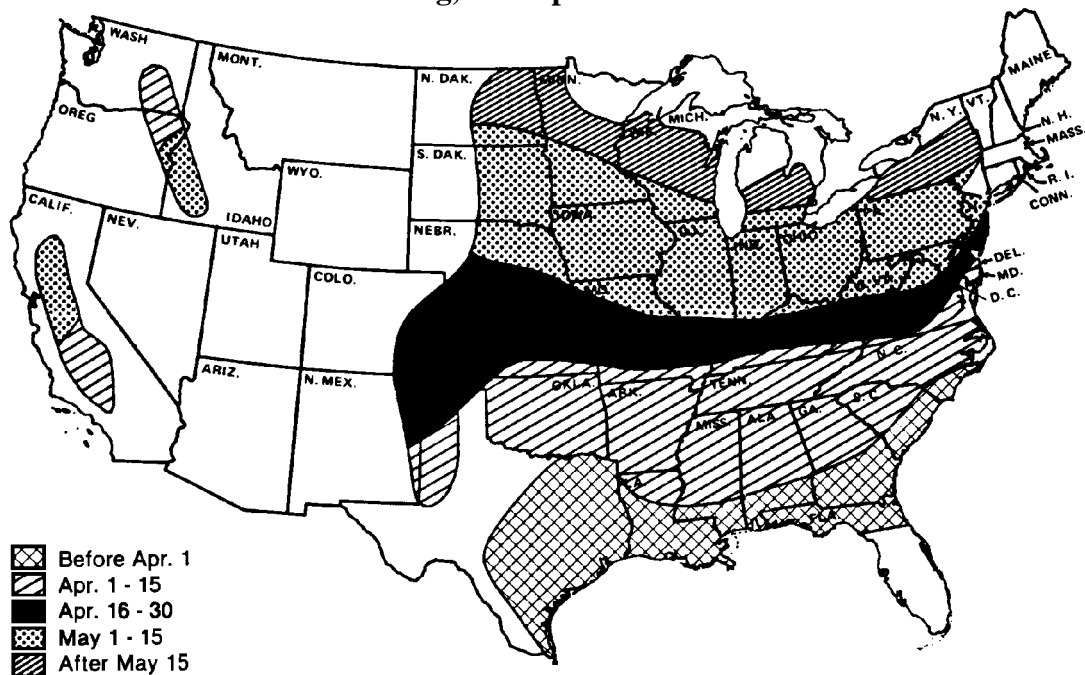 WASH
MONT.
N. DAK.
MINN.
MAINE
OREG
MICH.
N. Y.
VT.
N. H.
MASS.
S. DAK.
WIS.
WYO.
R. I.
CONN.
IDAHO
CALIF.
NEV.
NEBR.
IOWA
PA.
UTAH
ILL.
IND.
OHIO
COLO.
W. VA.
DEL.
MD.
D. C.
MO.
ARIZ.
N. MEX.
OKLA.
ARK.
TENN.
N. C.
S. C.
MISS.
ALA
GA.
LA.
FLA.
Before Apr. 1
Apr. 1 - 15
Apr. 16 - 30
May 1 - 15
After May 15